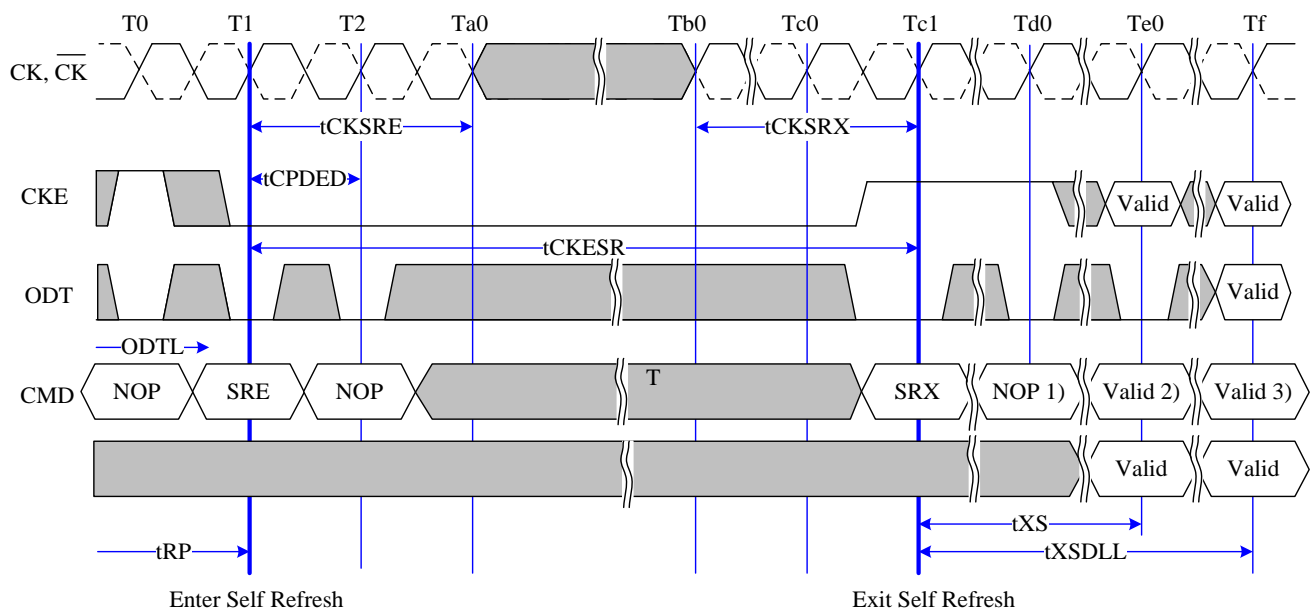 T0 T1 T2 Ta0 Tb0 Tc0 Tc1 Td0 Te0 Tf
CK, CK
tCKSRE tCKSRX
tCPDED
CKE Valid Valid
tCKESR
ODT Valid
ODTL
CMD NOP SRE NOP T SRX NOP 1) Valid 2) Valid 3)
Valid Valid
tXS
tRP tXSDLL
Enter Self Refresh Exit Self Refresh